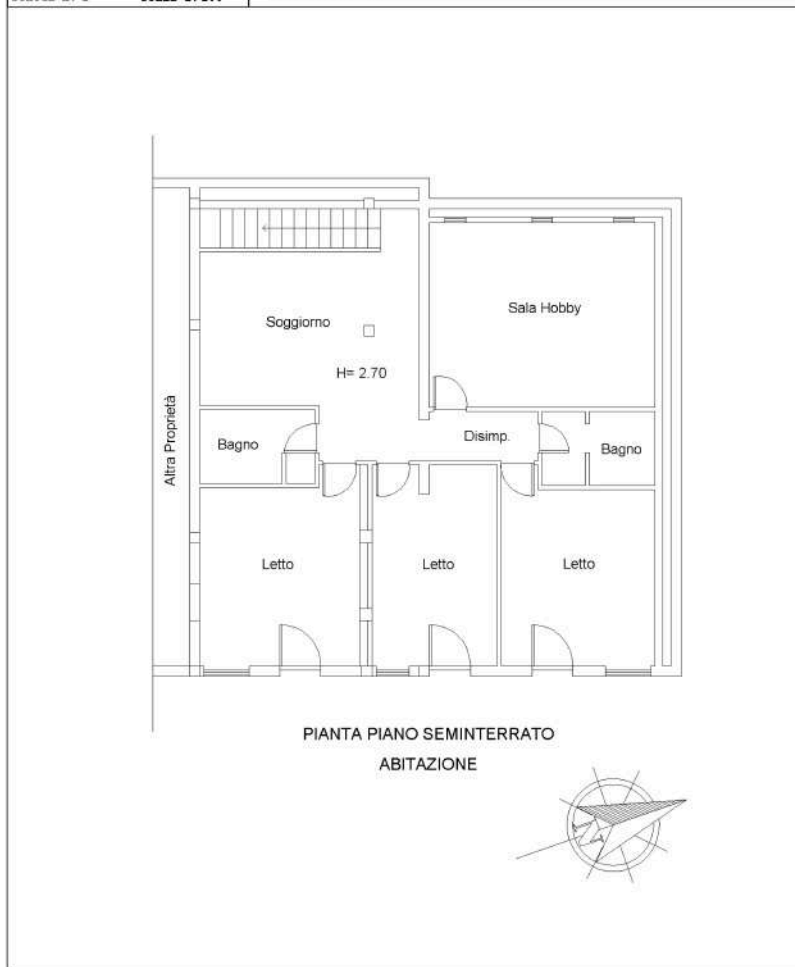 Soggiorno
Sala Hobby
H= 2.70
Altra Proprietà
Bagno
Disimp.
Bagno
Letto
Letto
Letto
PIANTA PIANO SEMINTERRATO
ABITAZIONE
N